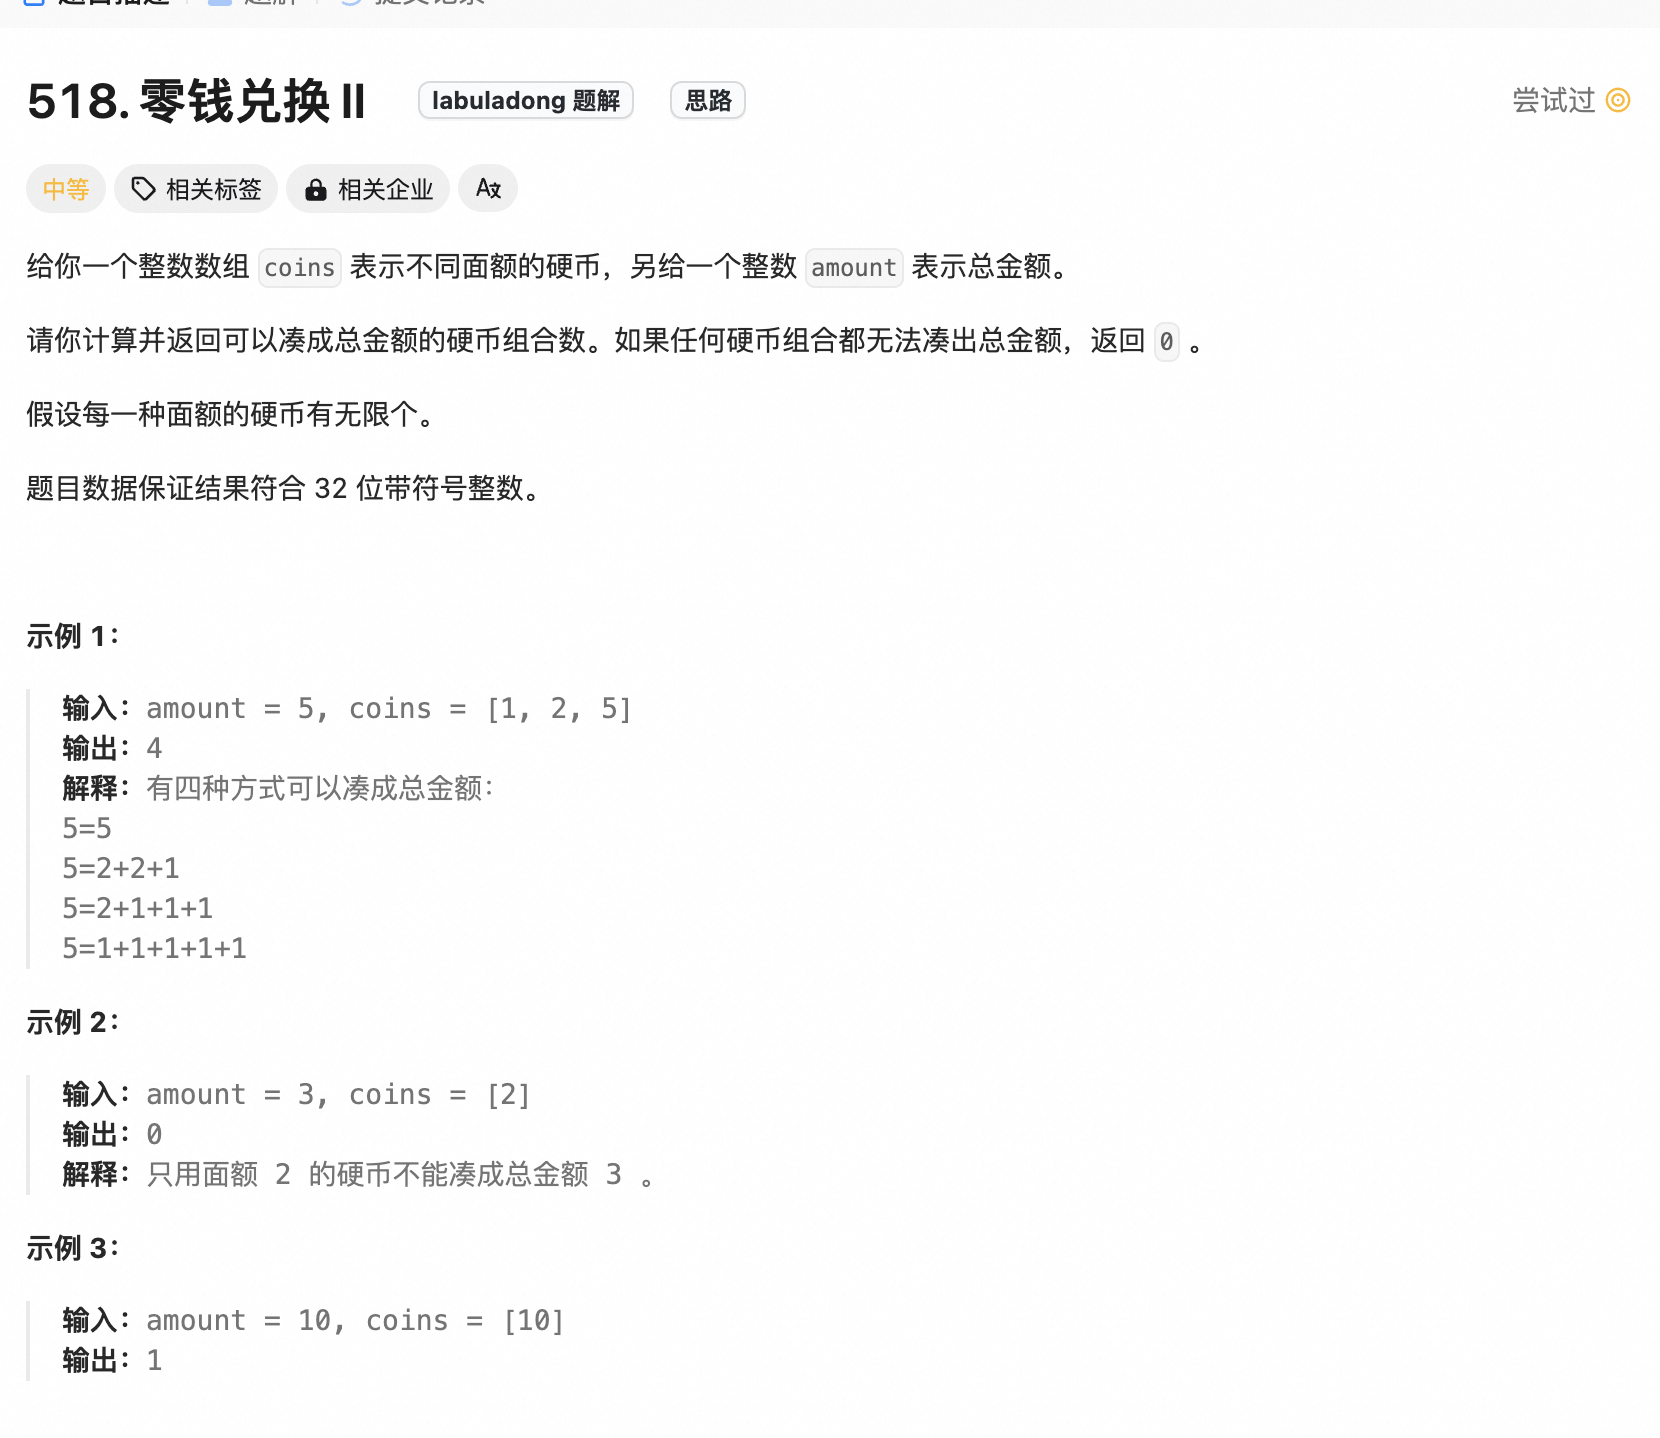 518. 零钱兑换 II labuladong 题解 思路 尝试过
中等 相关标签 相关企业
给你一个整数数组 coins 表示不同面额的硬币，另给一个整数 amount 表示总金额。
请你计算并返回可以凑成总金额的硬币组合数。如果任何硬币组合都无法凑出总金额，返回 0 。
假设每一种面额的硬币有无限个。
题目数据保证结果符合 32 位带符号整数。
示例 1：
输入：amount = 5, coins = [1, 2, 5]
输出：4
解释：有四种方式可以凑成总金额：
5=5
5=2+2+1
5=2+1+1+1
5=1+1+1+1+1
示例 2：
输入：amount = 3, coins = [2]
输出：0
解释：只用面额 2 的硬币不能凑成总金额 3 。
示例 3：
输入：amount = 10, coins = [10]
输出：1